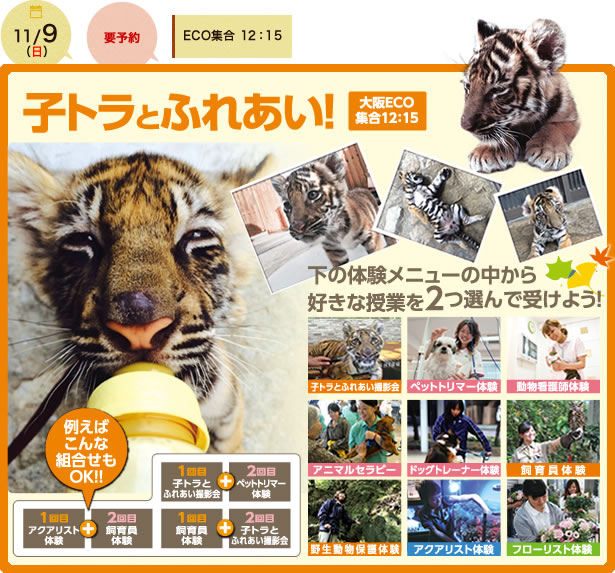 11/9
(日)
要予約
ECO集合 12:15
子トラとふれあい!
大阪ECO
集合12:15
下の体験メニューの中から
好きな授業を2つ選んで受けよう!
子トラとふれあい撮影会
ペットトリマー体験
動物看護師体験
アニマルセラピー
ドッグトレーナー体験
飼育員体験
野生動物保護体験
アクアリスト体験
フローリスト体験
例えば
こんな
組合せも
OK!!
1回目
子トラと
ふれあい撮影会
+
2回目
ペットトリマー
体験
1回目
アクアリスト
体験
+
2回目
飼育員
体験
1回目
飼育員
体験
+
2回目
子トラと
ふれあい撮影会